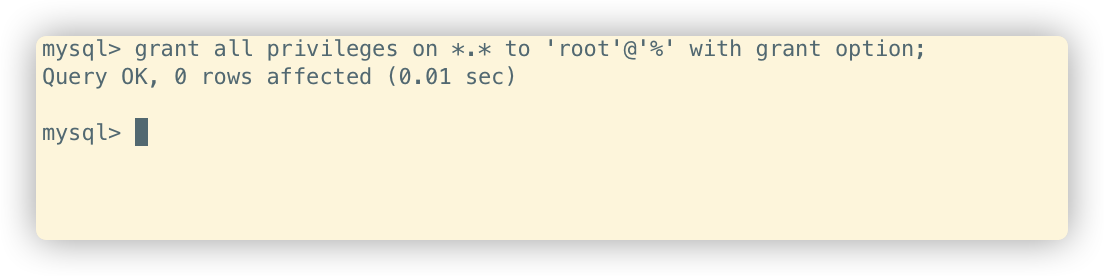 mysql> grant all privileges on *.* to 'root'@'%' with grant option;
Query OK, 0 rows affected (0.01 sec)
mysql>